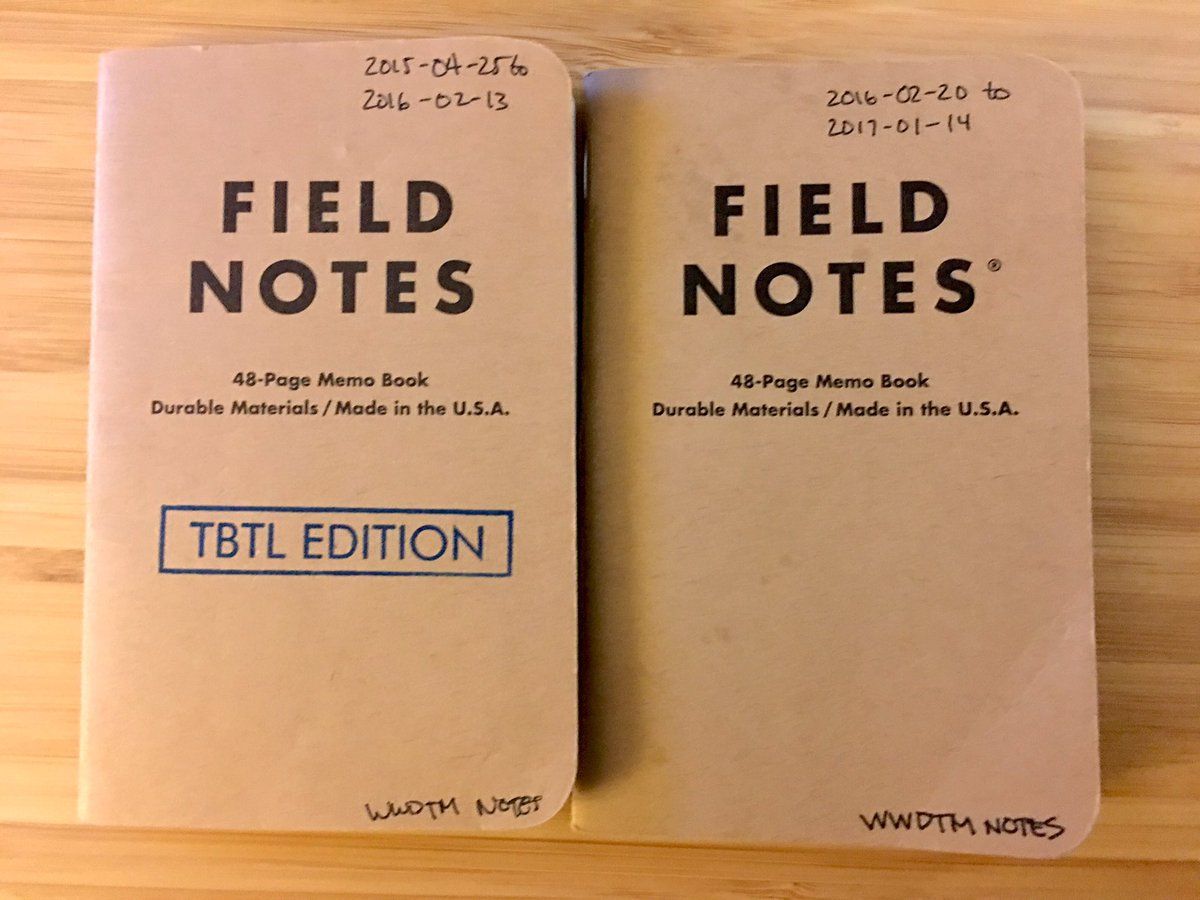 2015-04-25 to
2016-02-13
FIELD
NOTES
48-Page Memo Book
Durable Materials / Made in the U.S.A.
TBTL EDITION
WWDTM NOTES
2016-02-20 to
2017-01-14
FIELD
NOTES®
48-Page Memo Book
Durable Materials / Made in the U.S.A.
WWDTM NOTES